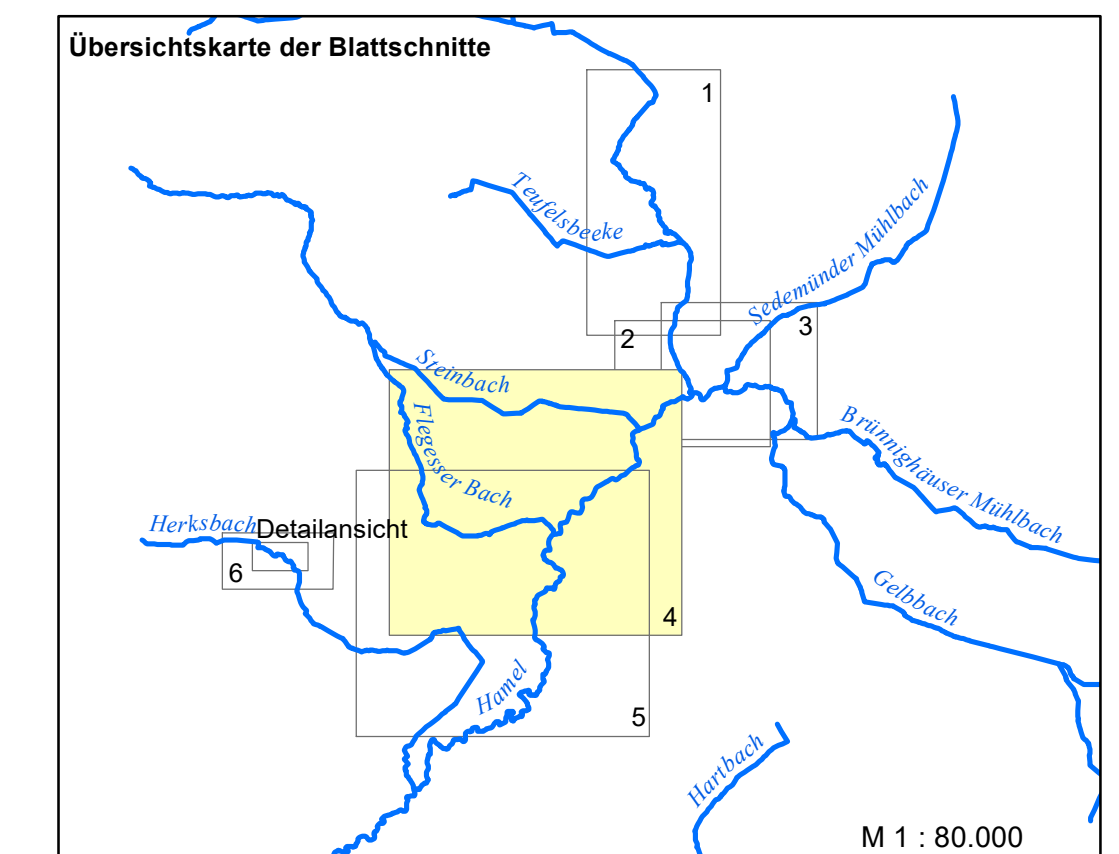 Übersichtskarte der Blattschnitte
1
Teufelsbeeke
Sedemünder Mühlbach
2
3
Steinbach
Flegesser Bach
Brünnighäuser Mühlbach
Herksbach
Detailansicht
6
Gelbbach
4
Hamel
5
Hartbach
M 1 : 80.000